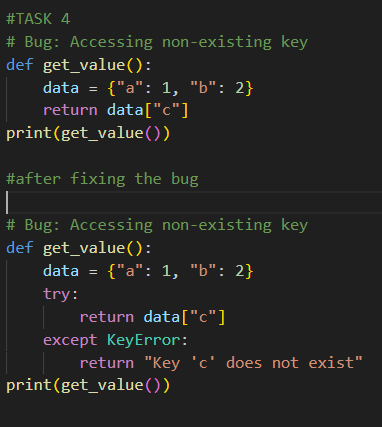 #TASK 4
# Bug: Accessing non-existing key
def get_value():
    data = {"a": 1, "b": 2}
    return data["c"]
print(get_value())

#after fixing the bug

# Bug: Accessing non-existing key
def get_value():
    data = {"a": 1, "b": 2}
    try:
        return data["c"]
    except KeyError:
        return "Key 'c' does not exist"
print(get_value())